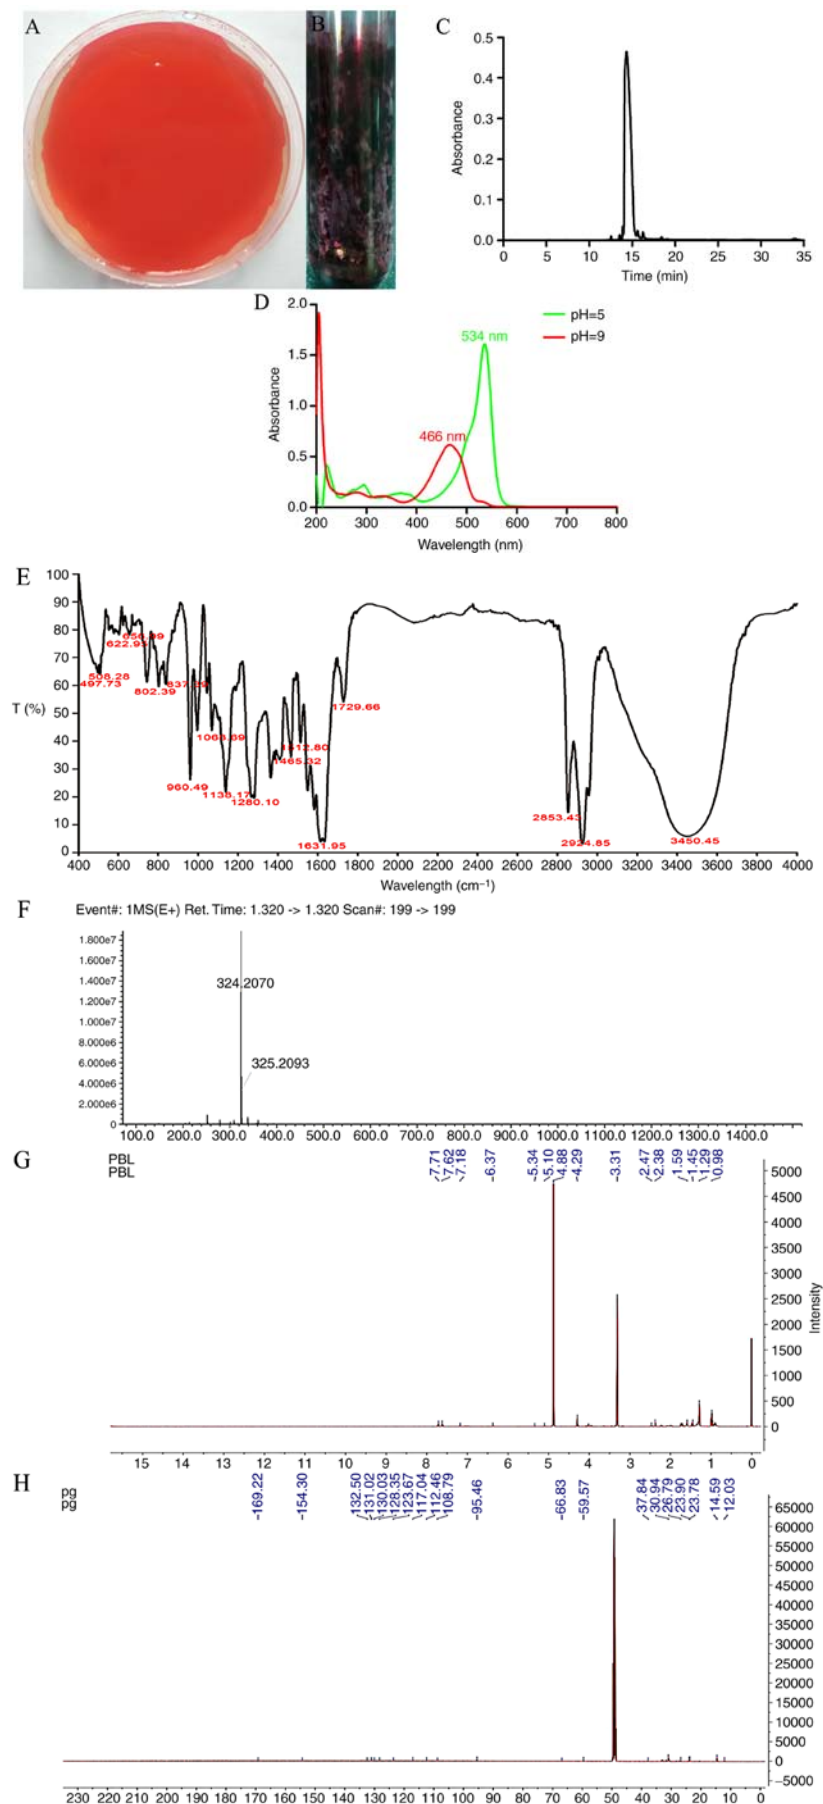 A
B
C
0.5
0.4
0.3
0.2
0.1
0.0
Absorbance
0 5 10 15 20 25 30 35
Time (min)
D
2.0
1.5
1.0
0.5
0.0
Absorbance
pH=5
pH=9
534 nm
466 nm
200 300 400 500 600 700 800
Wavelength (nm)
E
100
90
80
70
60
50
40
30
20
10
0
T (%)
656.99
622.95
508.28
497.73
802.39
1068.69
1512.80
1465.32
1729.66
960.49
1138.17
1280.10
1631.95
2853.43
2924.85
3450.45
400 600 800 1000 1200 1400 1600 1800 2000 2200 2400 2600 2800 3000 3200 3400 3600 3800 4000
Wavelength (cm⁻¹)
F
Event#: 1MS(E+) Ret. Time: 1.320 -> 1.320 Scan#: 199 -> 199
1.800e7
1.600e7
1.400e7
1.200e7
1.000e7
8.000e6
6.000e6
4.000e6
2.000e6
0
324.2070
325.2093
100.0 200.0 300.0 400.0 500.0 600.0 700.0 800.0 900.0 1000.0 1100.0 1200.0 1300.0 1400.0
G
PBL
PBL
7.71 7.62 7.18 6.37 5.34 5.10 4.88 4.29 3.31 2.47 2.38 1.59 1.45 1.29 0.98
5000
4500
4000
3500
3000
2500
2000
1500
1000
500
0
Intensity
15 14 13 12 11 10 9 8 7 6 5 4 3 2 1 0
H
pg
pg
169.22 154.30 132.50 131.02 130.03 128.35 123.67 117.04 112.46 108.79 95.46 66.83 59.57 37.84 30.94 26.79 23.90 23.78 14.59 12.03
65000
60000
55000
50000
45000
40000
35000
30000
25000
20000
15000
10000
5000
0
−5000
230 220 210 200 190 180 170 160 150 140 130 120 110 100 90 80 70 60 50 40 30 20 10 0